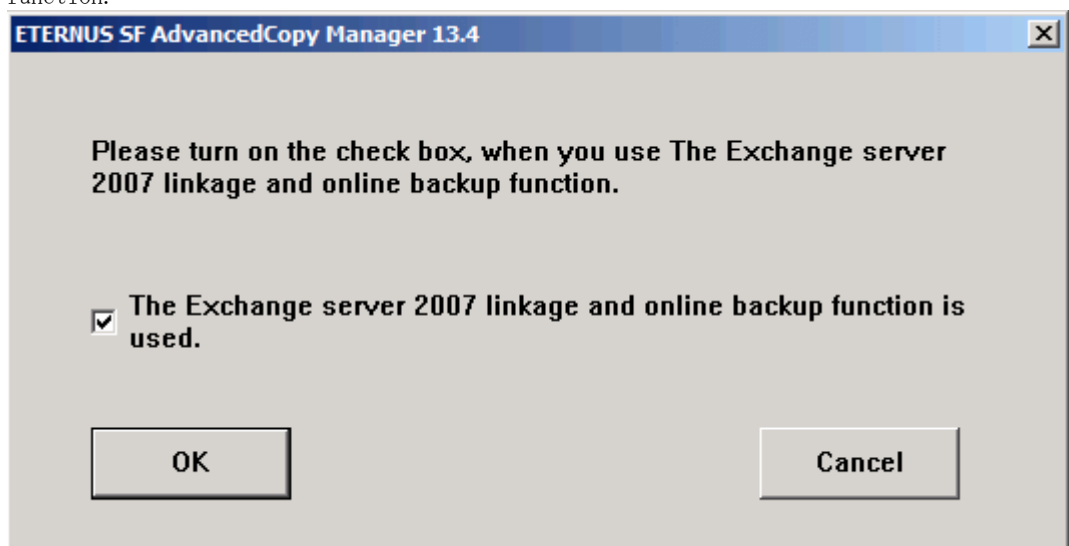 function.
ETERNUS SF AdvancedCopy Manager 13.4
Please turn on the check box, when you use The Exchange server
2007 linkage and online backup function.
The Exchange server 2007 linkage and online backup function is
used.
OK
Cancel